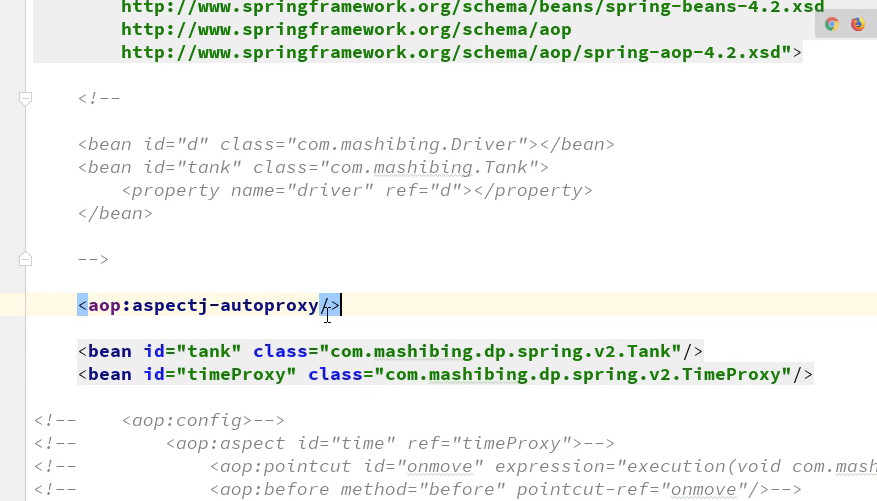 http://www.springframework.org/schema/beans/spring-beans-4.2.xsd
http://www.springframework.org/schema/aop
http://www.springframework.org/schema/aop/spring-aop-4.2.xsd">
<!--
<bean id="d" class="com.mashibing.Driver"></bean>
<bean id="tank" class="com.mashibing.Tank">
<property name="driver" ref="d"></property>
</bean>
-->
<aop:aspectj-autoproxy/>
<bean id="tank" class="com.mashibing.dp.spring.v2.Tank"/>
<bean id="timeProxy" class="com.mashibing.dp.spring.v2.TimeProxy"/>
<!-- <aop:config>-->
<!-- <aop:aspect id="time" ref="timeProxy">-->
<!-- <aop:pointcut id="onmove" expression="execution(void com.mash
<!-- <aop:before method="before" pointcut-ref="onmove"/>-->